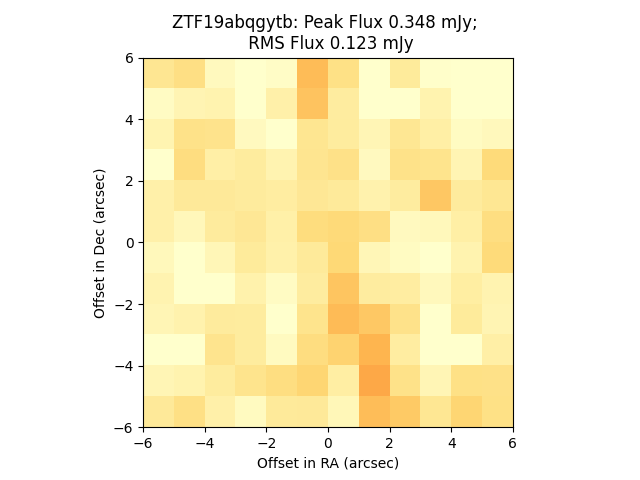 ZTF19abqgytb: Peak Flux 0.348 mJy;
RMS Flux 0.123 mJy
6
4
2
0
−2
−4
−6
Offset in Dec (arcsec)
−6 −4 −2 0 2 4 6
Offset in RA (arcsec)